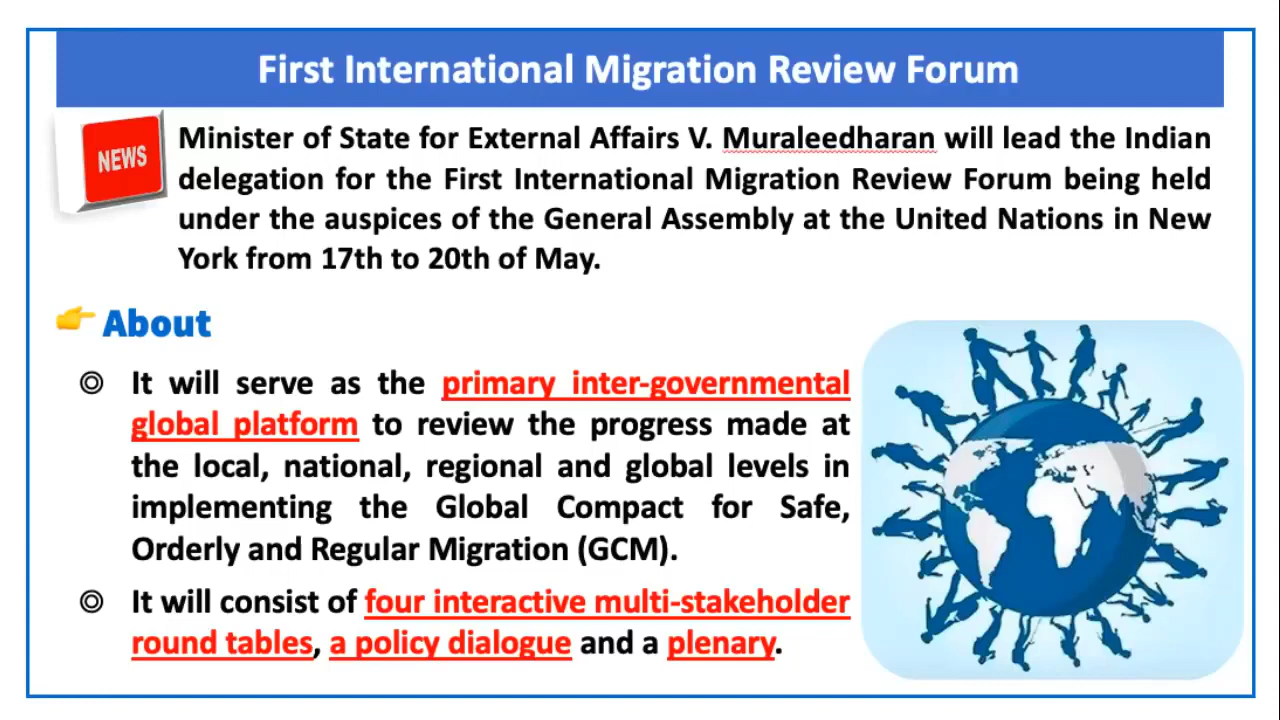 First International Migration Review Forum
NEWS
Minister of State for External Affairs V. Muraleedharan will lead the Indian
delegation for the First International Migration Review Forum being held
under the auspices of the General Assembly at the United Nations in New
York from 17th to 20th of May.
👉 About
◎ It will serve as the primary inter-governmental
global platform to review the progress made at
the local, national, regional and global levels in
implementing the Global Compact for Safe,
Orderly and Regular Migration (GCM).
◎ It will consist of four interactive multi-stakeholder
round tables, a policy dialogue and a plenary.